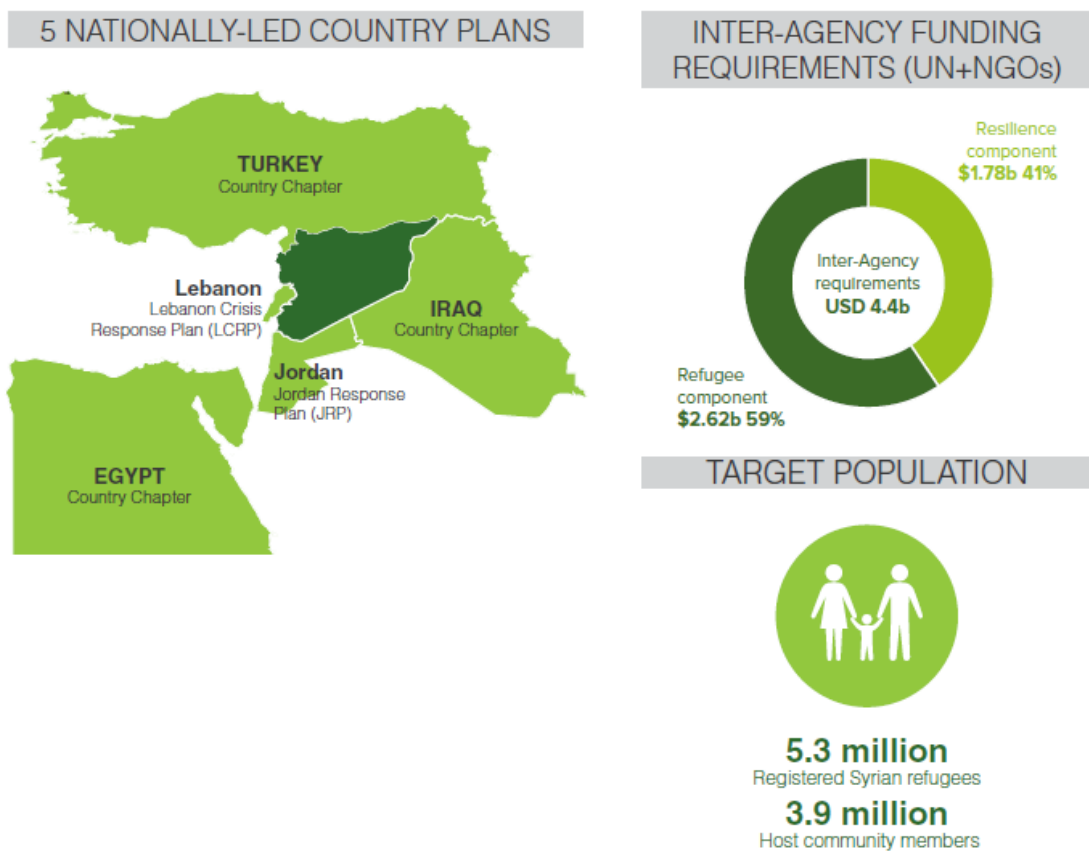 5 NATIONALLY-LED COUNTRY PLANS
TURKEY
Country Chapter
Lebanon
Lebanon Crisis
Response Plan (LCRP)
IRAQ
Country Chapter
Jordan
Jordan Response
Plan (JRP)
EGYPT
Country Chapter
INTER-AGENCY FUNDING
REQUIREMENTS (UN+NGOs)
Resilience
component
$1.78b 41%
Inter-Agency
requirements
USD 4.4b
Refugee
component
$2.62b 59%
TARGET POPULATION
5.3 million
Registered Syrian refugees
3.9 million
Host community members